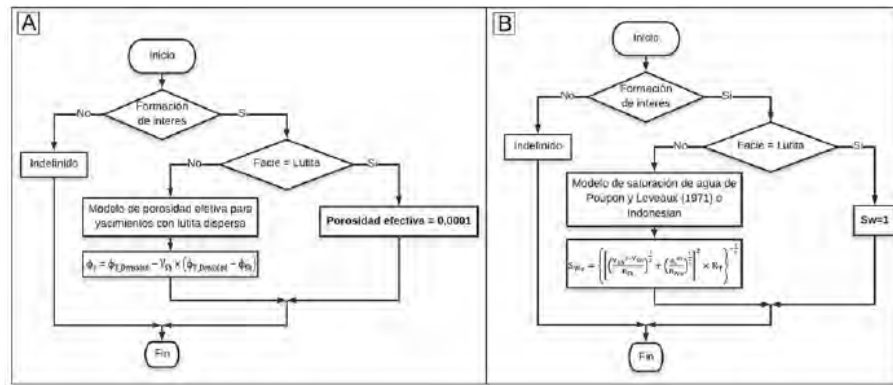 A
Inicio
Formación
de interes
No
Si
Indefinido
Facie = Lutita
No
Si
Modelo de porosidad efetiva para
yacimientos con lutita dispersa
Porosidad efectiva = 0,0001
Fin
B
Inicio
Formación
de interes
No
Si
Indefinido
Facie = Lutita
No
Si
Modelo de saturación de agua de
Poupon y Leveaux (1971) o
Indonesian
Sw=1
Fin